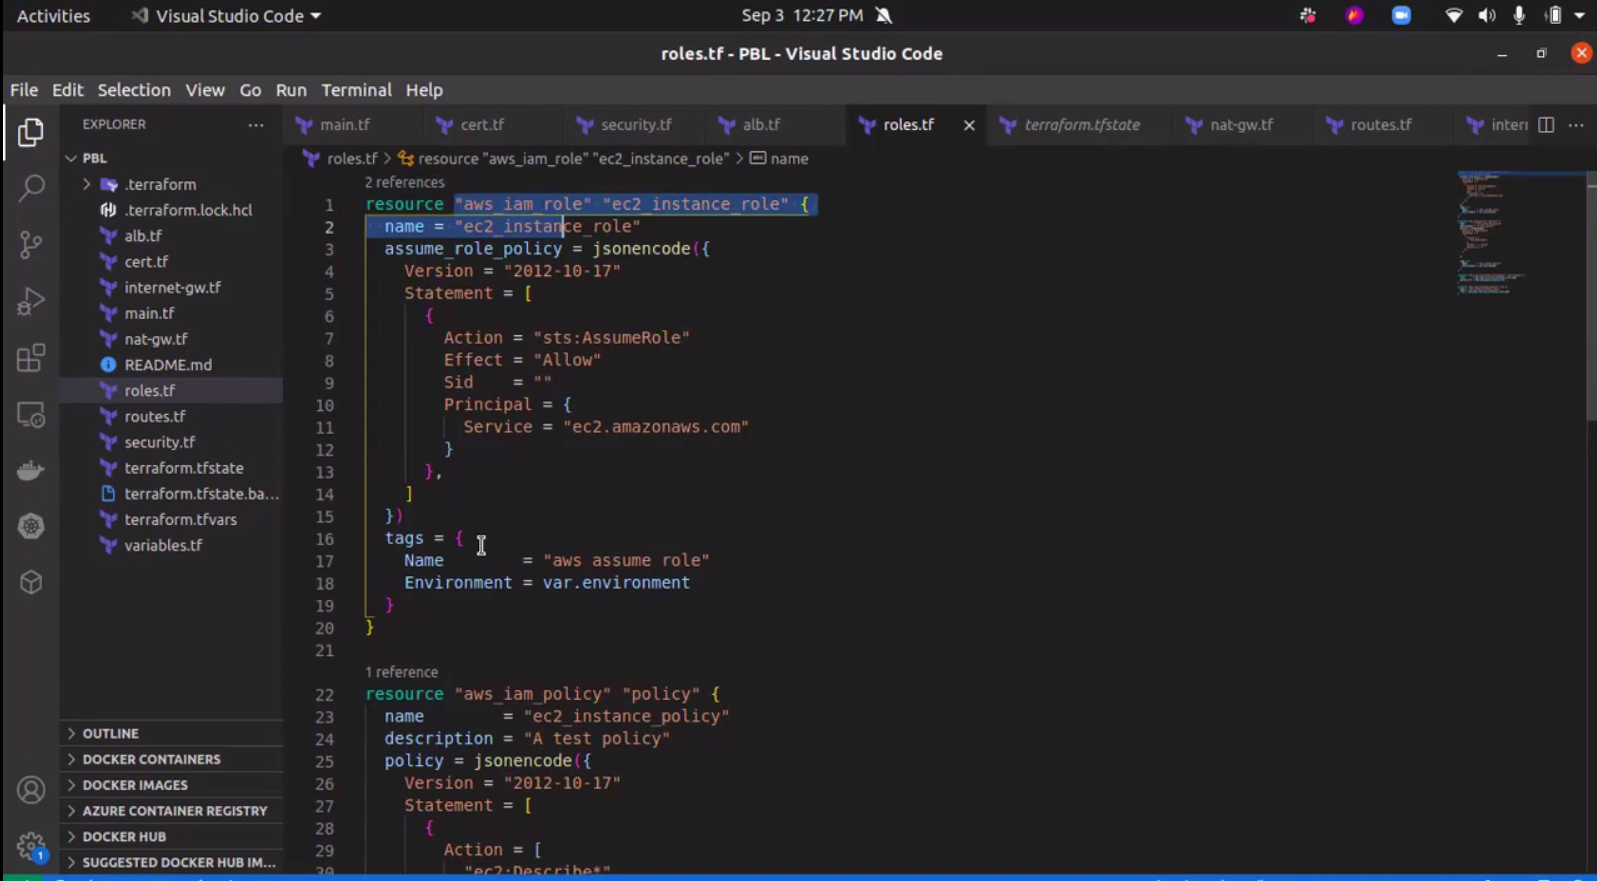 Activities Visual Studio Code Sep 3 12:27 PM
roles.tf - PBL - Visual Studio Code
File Edit Selection View Go Run Terminal Help
EXPLORER
main.tf cert.tf security.tf alb.tf roles.tf terraform.tfstate nat-gw.tf routes.tf intern
PBL
.terraform
.terraform.lock.hcl
alb.tf
cert.tf
internet-gw.tf
main.tf
nat-gw.tf
README.md
roles.tf
routes.tf
security.tf
terraform.tfstate
terraform.tfstate.ba...
terraform.tfvars
variables.tf
OUTLINE
DOCKER CONTAINERS
DOCKER IMAGES
AZURE CONTAINER REGISTRY
DOCKER HUB
SUGGESTED DOCKER HUB IM...
1
roles.tf > resource "aws_iam_role" "ec2_instance_role" > name
2 references
1 resource "aws_iam_role" "ec2_instance_role" {
2 name = "ec2_instance_role"
3 assume_role_policy = jsonencode({
4 Version = "2012-10-17"
5 Statement = [
6 {
7 Action = "sts:AssumeRole"
8 Effect = "Allow"
9 Sid = ""
10 Principal = {
11 Service = "ec2.amazonaws.com"
12 }
13 },
14 ]
15 })
16 tags = {
17 Name = "aws assume role"
18 Environment = var.environment
19 }
20 }
21
1 reference
22 resource "aws_iam_policy" "policy" {
23 name = "ec2_instance_policy"
24 description = "A test policy"
25 policy = jsonencode({
26 Version = "2012-10-17"
27 Statement = [
28 {
29 Action = [
30 "ec2:Describe*"